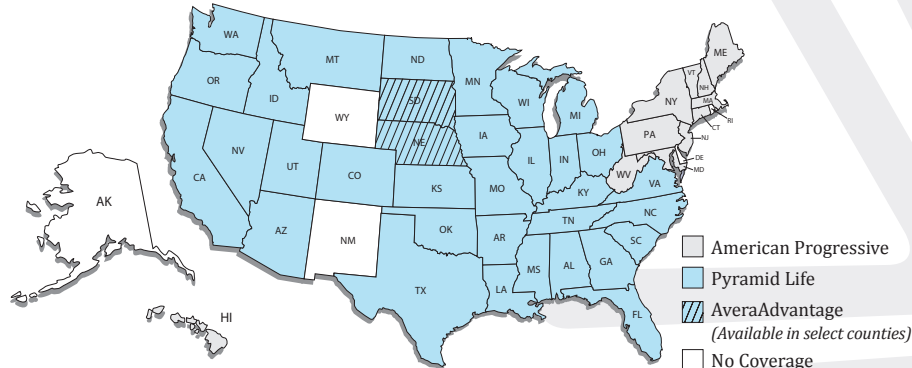 WA
OR
CA
NV
ID
MT
WY
UT
AZ
CO
NM
ND
SD
NE
KS
OK
TX
MN
IA
MO
AR
LA
WI
IL
MI
IN
OH
KY
TN
MS
AL
GA
FL
SC
NC
VA
WV
PA
NY
VT
NH
ME
MA
RI
CT
NJ
DE
MD
AK
HI
American Progressive
Pyramid Life
AveraAdvantage
(Available in select counties)
No Coverage